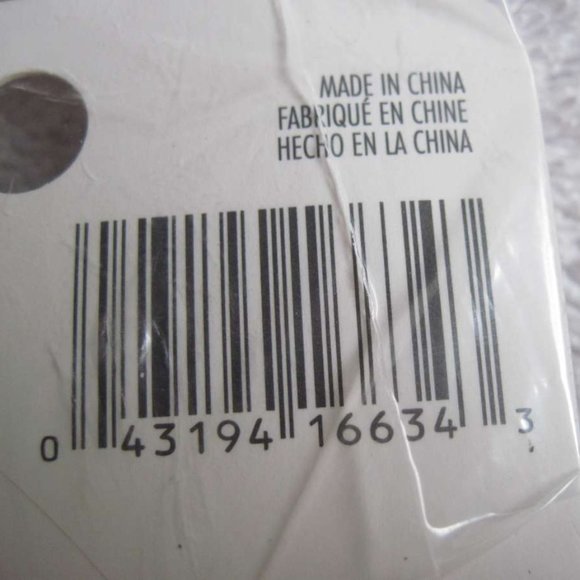 MADE IN CHINA
FABRIQUÉ EN CHINE
HECHO EN LA CHINA
0 43194 16634 3